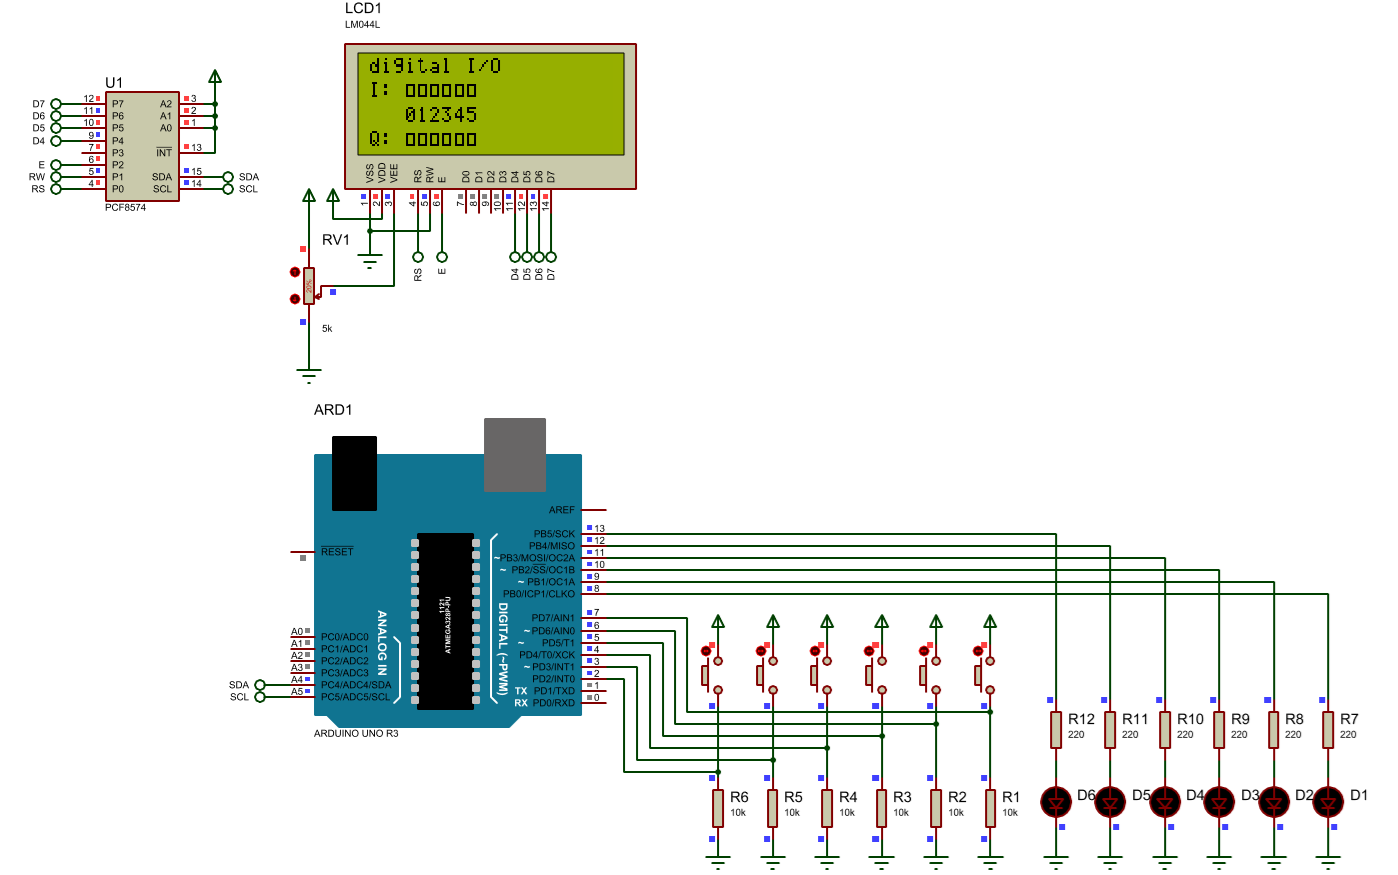 LCD1
LM044L
digital I/O
I: 
012345
Q: 
VSS VDD VEE RS RW E D0 D1 D2 D3 D4 D5 D6 D7
1 2 3 4 5 6 7 8 9 10 11 12 13 14
RS E D4 D5 D6 D7
U1
D7 12 P7 A2 3
D6 11 P6 A1 2
D5 10 P5 A0 1
D4 9 P4
7 P3 INT 13
E 6 P2
RW 5 P1 SDA 15 SDA
RS 4 P0 SCL 14 SCL
PCF8574
RV1
20%
5k
ARD1
AREF
RESET
1121
ATMEGA328P-PU
ANALOG IN
DIGITAL (~PWM)
PB5/SCK 13
PB4/MISO 12
~PB3/MOSI/OC2A 11
~ PB2/SS/OC1B 10
~ PB1/OC1A 9
PB0/ICP1/CLKO 8
PD7/AIN1 7
~ PD6/AIN0 6
~ PD5/T1 5
PD4/T0/XCK 4
~ PD3/INT1 3
PD2/INT0 2
TX PD1/TXD 1
RX PD0/RXD 0
A0 PC0/ADC0
A1 PC1/ADC1
A2 PC2/ADC2
A3 PC3/ADC3
SDA A4 PC4/ADC4/SDA
SCL A5 PC5/ADC5/SCL
ARDUINO UNO R3
R12 R11 R10 R9 R8 R7
220 220 220 220 220 220
R6 R5 R4 R3 R2 R1
10k 10k 10k 10k 10k 10k
D6 D5 D4 D3 D2 D1